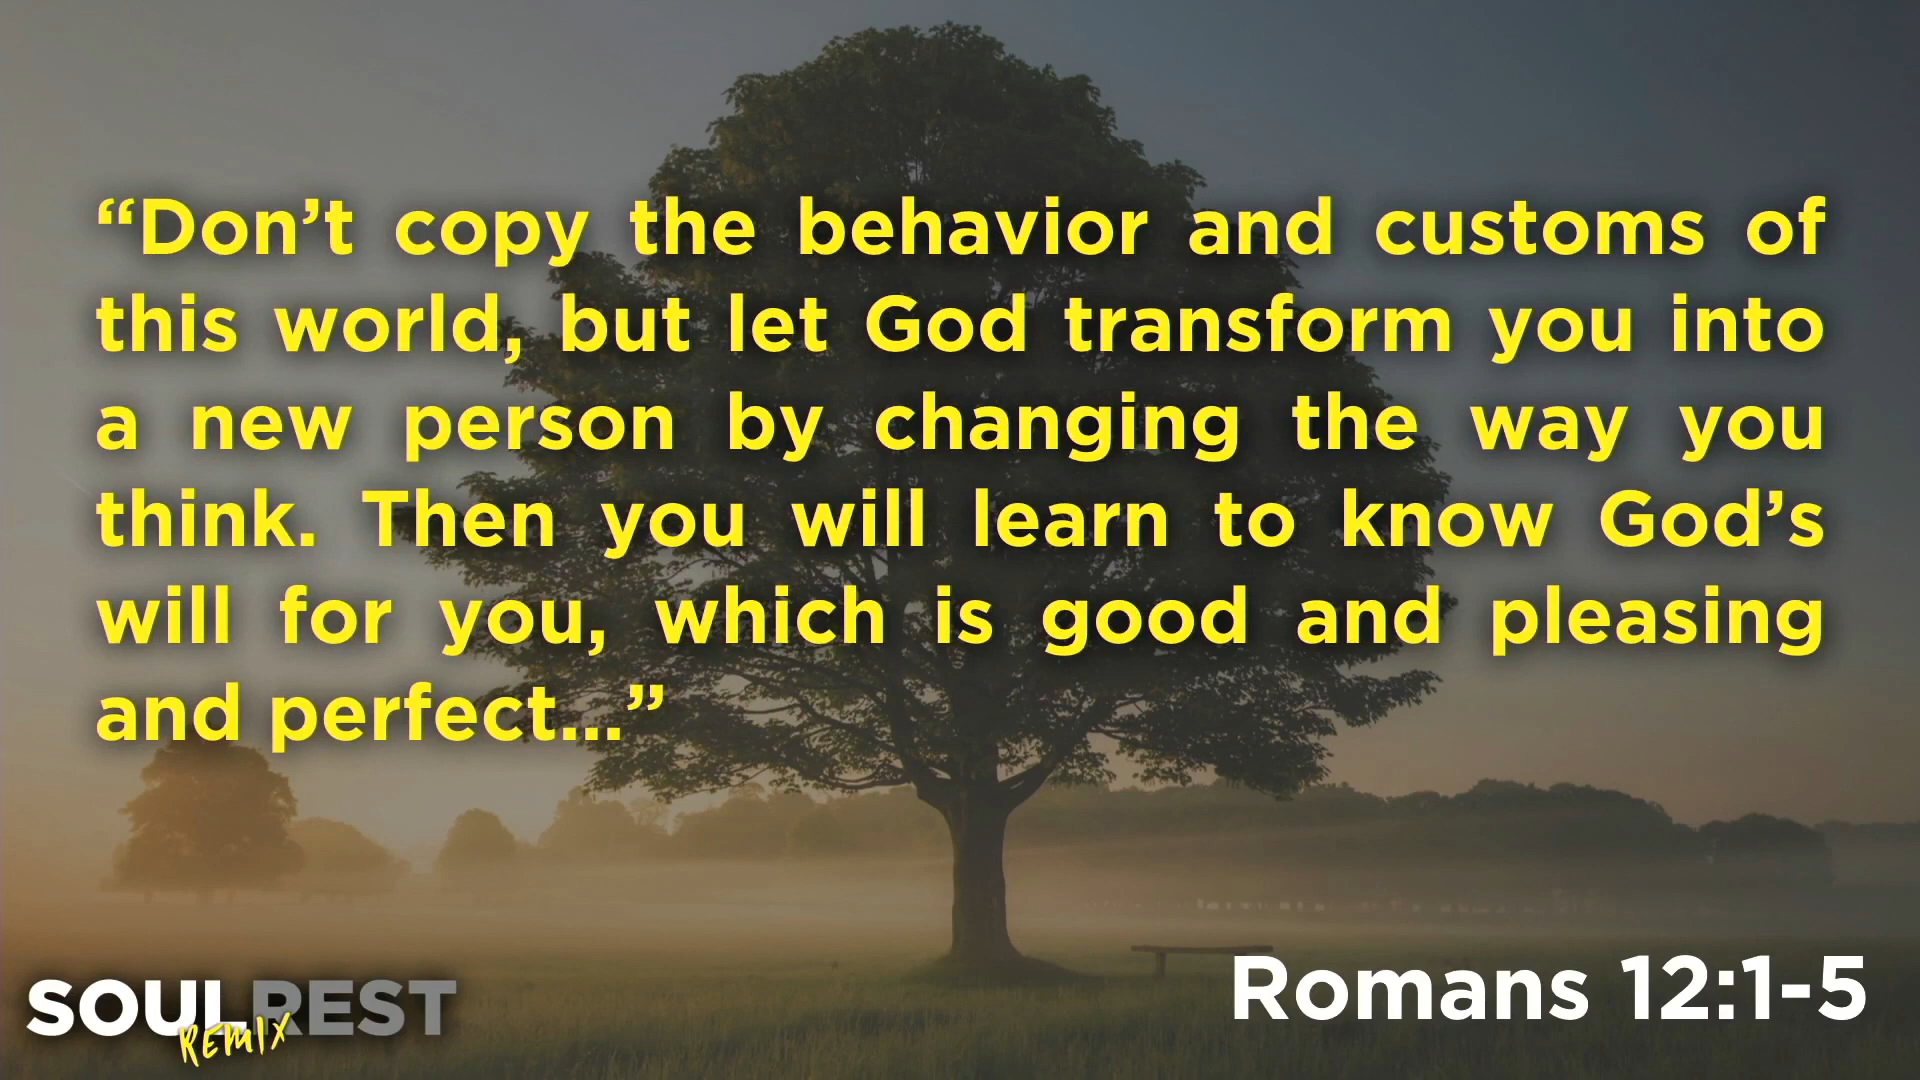 “Don’t copy the behavior and customs of
this world, but let God transform you into
a new person by changing the way you
think. Then you will learn to know God’s
will for you, which is good and pleasing
and perfect...”
Romans 12:1-5
SOULREST
REMIX